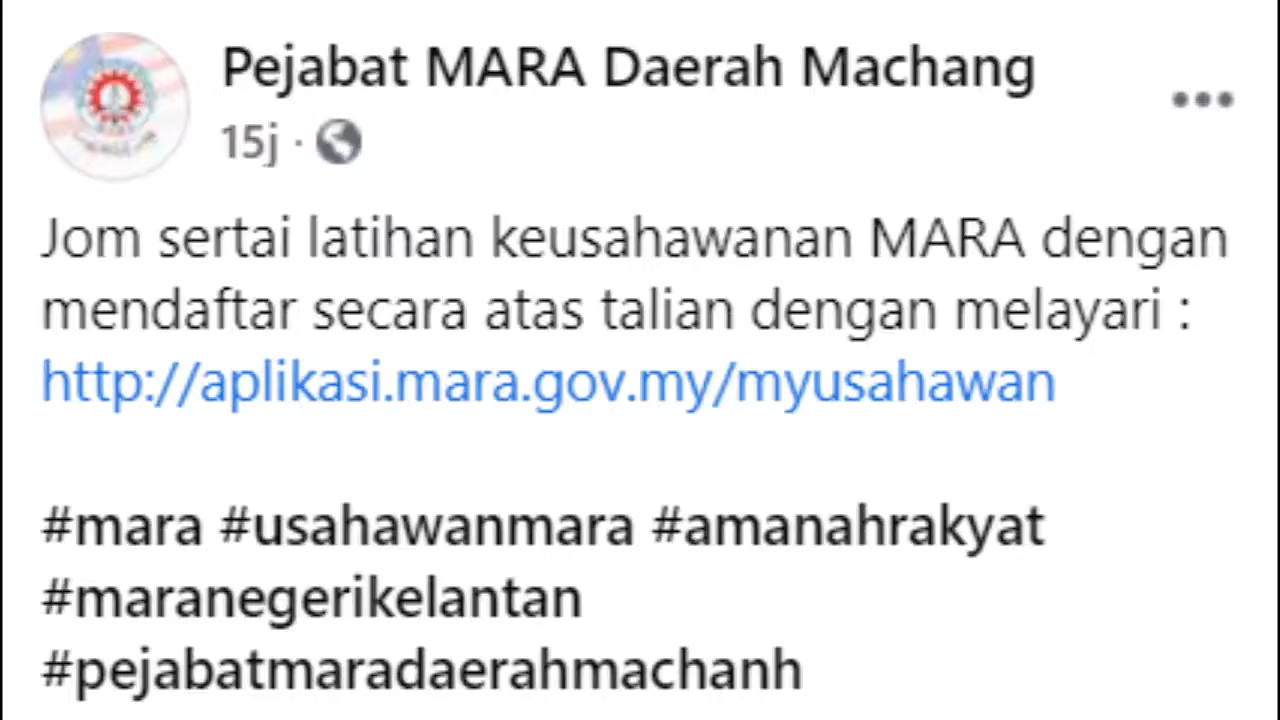 Pejabat MARA Daerah Machang
15j ·
Jom sertai latihan keusahawanan MARA dengan
mendaftar secara atas talian dengan melayari :
http://aplikasi.mara.gov.my/myusahawan
#mara #usahawanmara #amanahrakyat
#maranegerikelantan
#pejabatmaradaerahmachanh